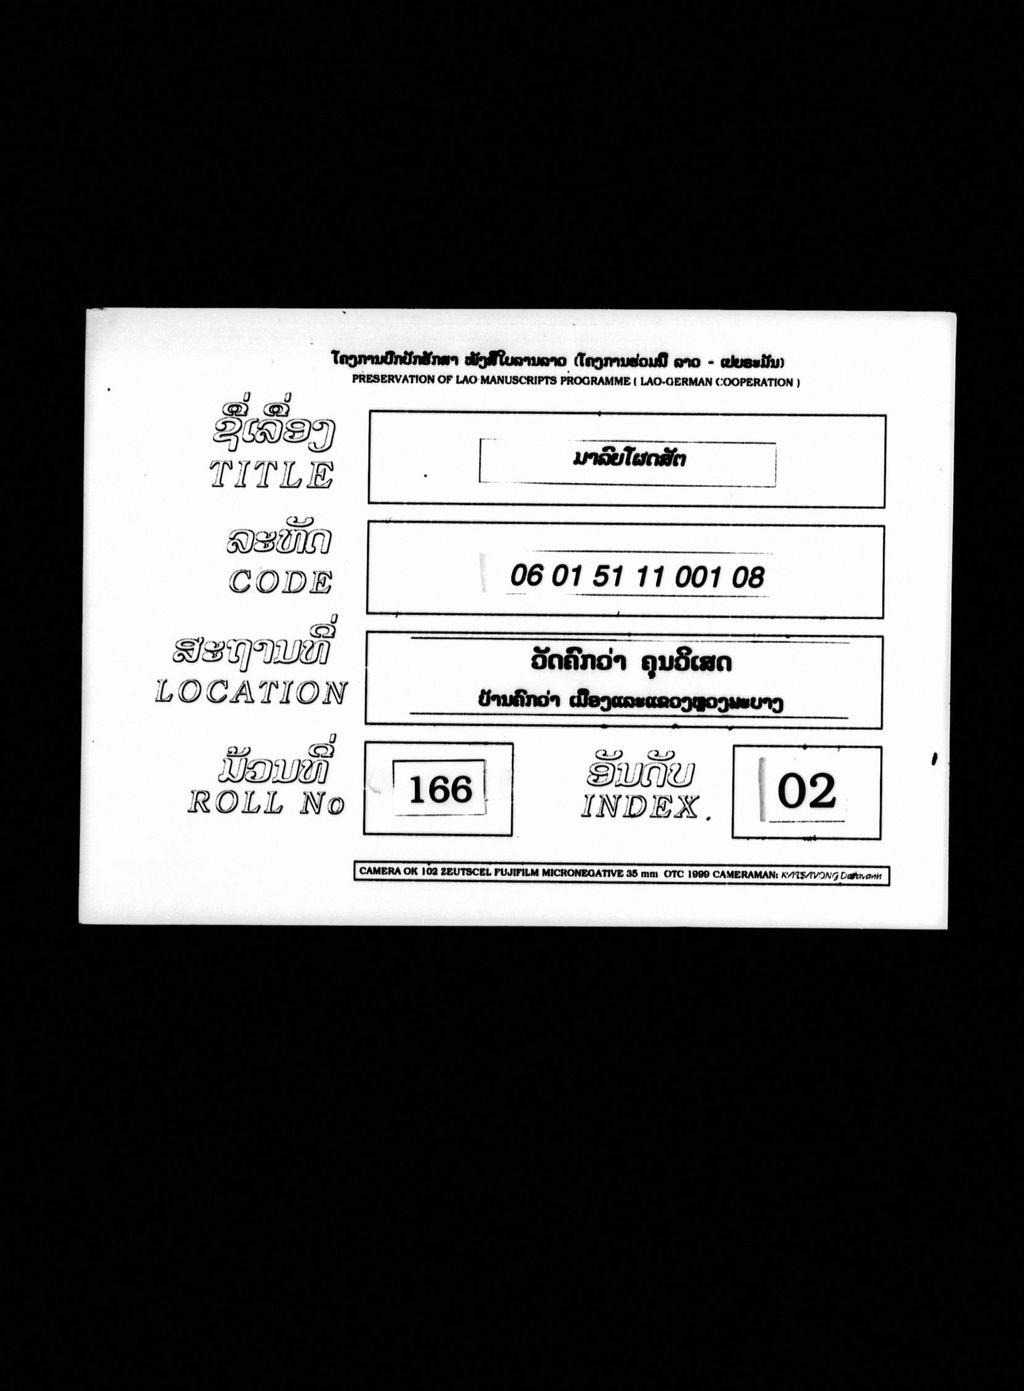 ໂຄງການປົກປັກຮັກສາ ໜັງສືໃບລານລາວ (ໂຄງການຮ່ວມມື ລາວ - ເຢຍຣະມັນ)
PRESERVATION OF LAO MANUSCRIPTS PROGRAMME ( LAO-GERMAN COOPERATION )
ຊື່ເລື່ອງ
TITLE
ມາລັຍໂຜດສັຕ
ລະຫັດ
CODE
06 01 51 11 001 08
ສະຖານທີ່
LOCATION
ວັດຄົກວ່າ ຄຸນວິເສດ
ບ້ານຄົກວ່າ ເມືອງແລະແຂວງຫຼວງພະບາງ
ມ້ວນທີ່
ROLL No
166
ອັນດັບ
INDEX.
02
CAMERA OK 102 ZEUTSCEL FUJIFILM MICRONEGATIVE 35 mm OTC 1999 CAMERAMAN: